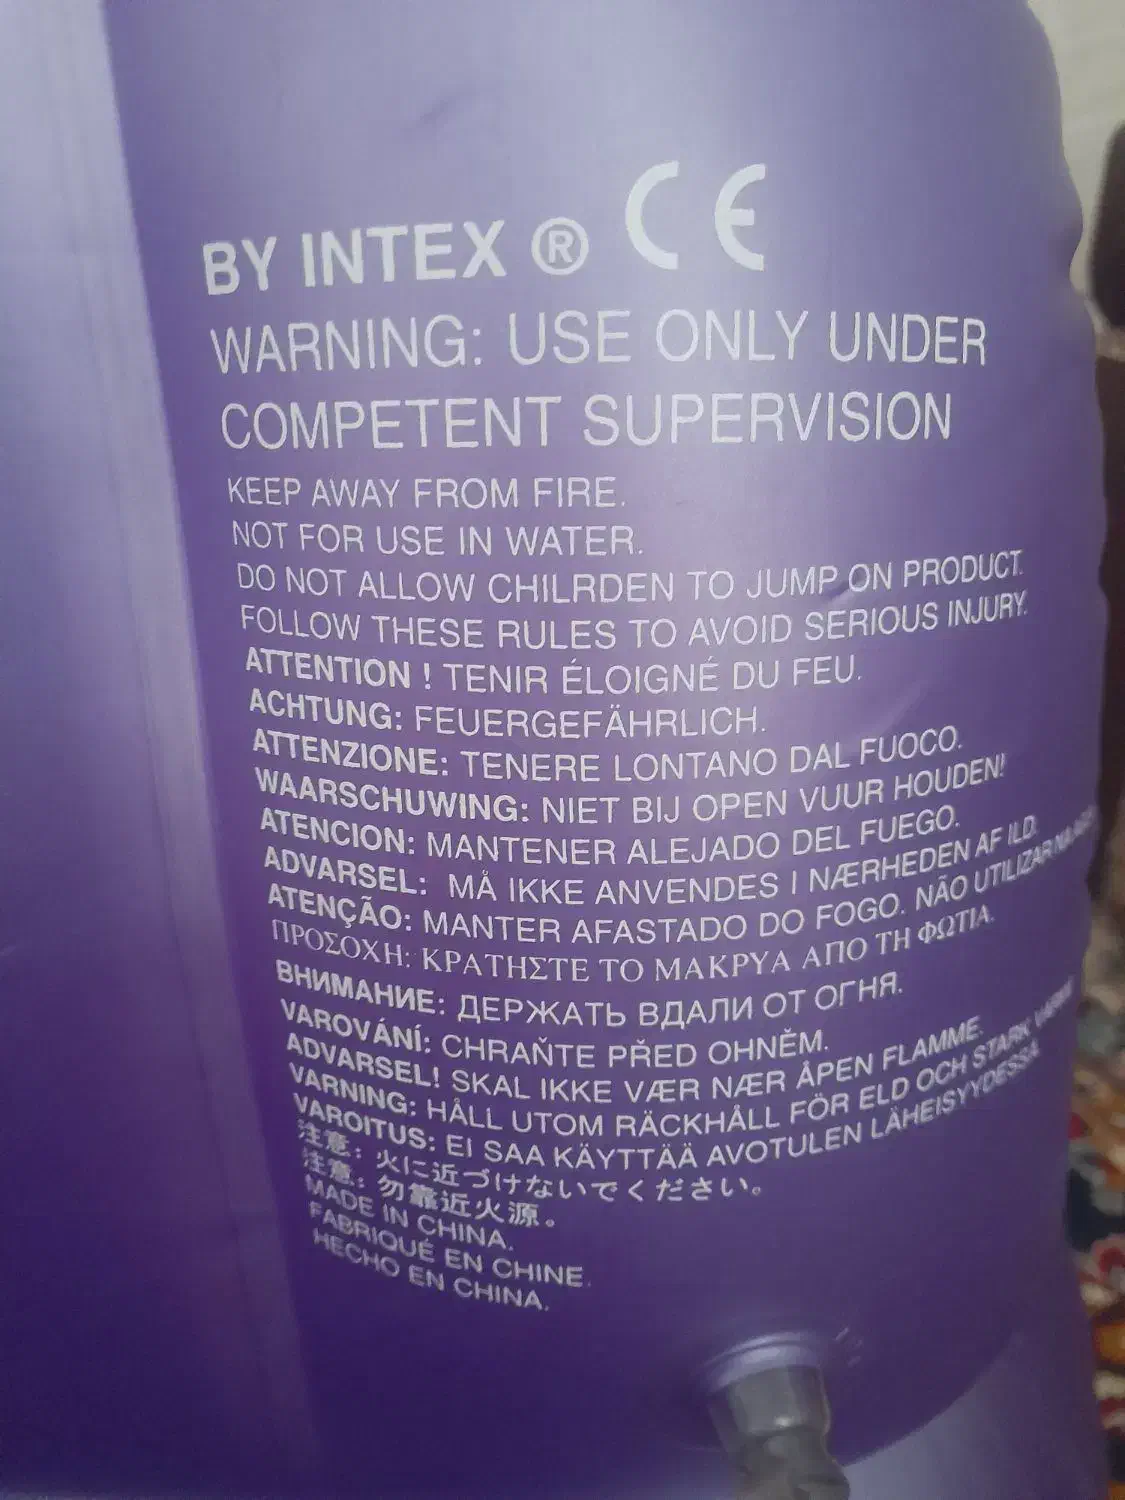 BY INTEX ® CE
WARNING: USE ONLY UNDER
COMPETENT SUPERVISION
KEEP AWAY FROM FIRE.
NOT FOR USE IN WATER.
DO NOT ALLOW CHILRDEN TO JUMP ON PRODUCT.
FOLLOW THESE RULES TO AVOID SERIOUS INJURY.
ATTENTION ! TENIR ÉLOIGNÉ DU FEU.
ACHTUNG: FEUERGEFÄHRLICH.
ATTENZIONE: TENERE LONTANO DAL FUOCO.
WAARSCHUWING: NIET BIJ OPEN VUUR HOUDEN!
ATENCION: MANTENER ALEJADO DEL FUEGO.
ADVARSEL: MÅ IKKE ANVENDES I NÆRHEDEN AF ILD.
ATENÇÃO: MANTER AFASTADO DO FOGO. NÃO UTILIZAR NA
ΠΡΟΣΟΧΗ: ΚΡΑΤΗΣΤΕ ΤΟ ΜΑΚΡΥΑ ΑΠΟ ΤΗ ΦΩΤΙΑ.
ВНИМАНИЕ: ДЕРЖАТЬ ВДАЛИ ОТ ОГНЯ.
VAROVÁNÍ: CHRAŇTE PŘED OHNĚM.
ADVARSEL! SKAL IKKE VÆR NÆR ÅPEN FLAMME.
VARNING: HÅLL UTOM RÄCKHÅLL FÖR ELD OCH STARK
VAROITUS: EI SAA KÄYTTÄÄ AVOTULEN LÄHEISYYDESSÄ
注意：火に近づけないでください。
注意：勿靠近火源。
MADE IN CHINA.
FABRIQUÉ EN CHINE.
HECHO EN CHINA.